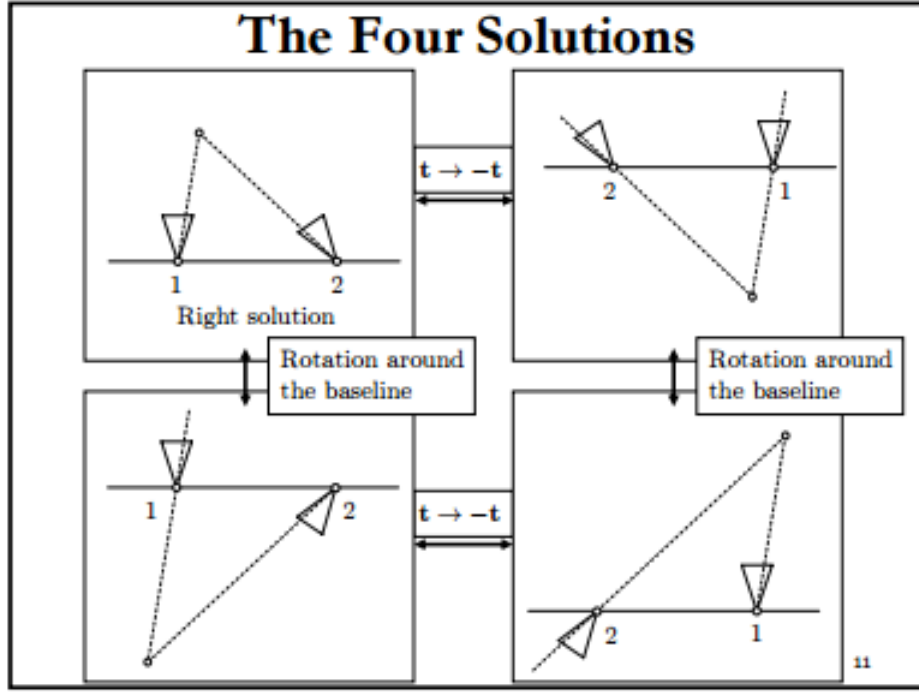 The Four Solutions
t → −t
2
1
1
2
Right solution
Rotation around
the baseline
Rotation around
the baseline
1
2
t → −t
2
1
11